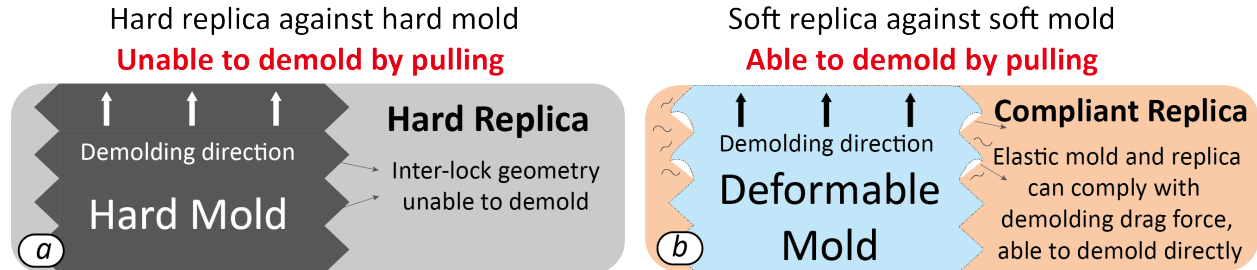 Hard replica against hard mold
Unable to demold by pulling
Hard Replica
Demolding direction
Inter-lock geometry
unable to demold
Hard Mold
a
Soft replica against soft mold
Able to demold by pulling
Compliant Replica
Demolding direction
Elastic mold and replica
can comply with
demolding drag force,
able to demold directly
Deformable
Mold
b